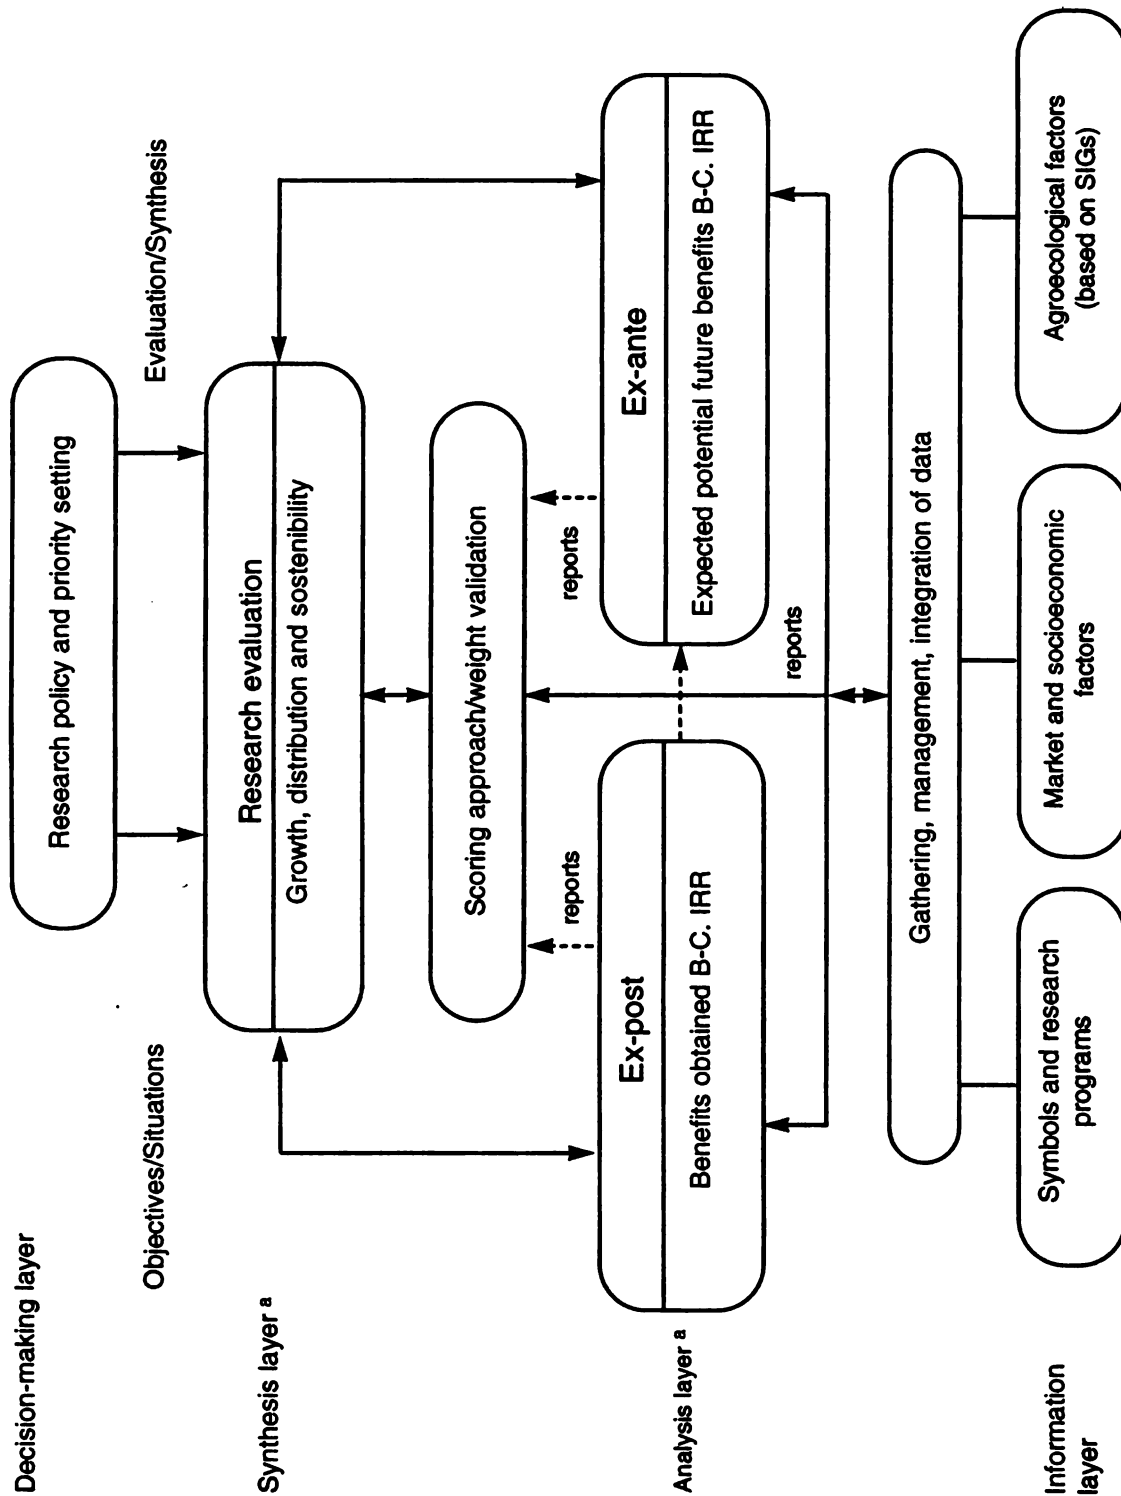 Decision-making layer
Research policy and priority setting
Objectives/Situations
Evaluation/Synthesis
Synthesis layer a
Research evaluation
Growth, distribution and sostenibility
Scoring approach/weight validation
reports
reports
Analysis layer a
Ex-post
Benefits obtained B-C. IRR
Ex-ante
Expected potential future benefits B-C. IRR
reports
Gathering, management, integration of data
Information
layer
Symbols and research
programs
Market and socioeconomic
factors
Agroecological factors
(based on SIGs)